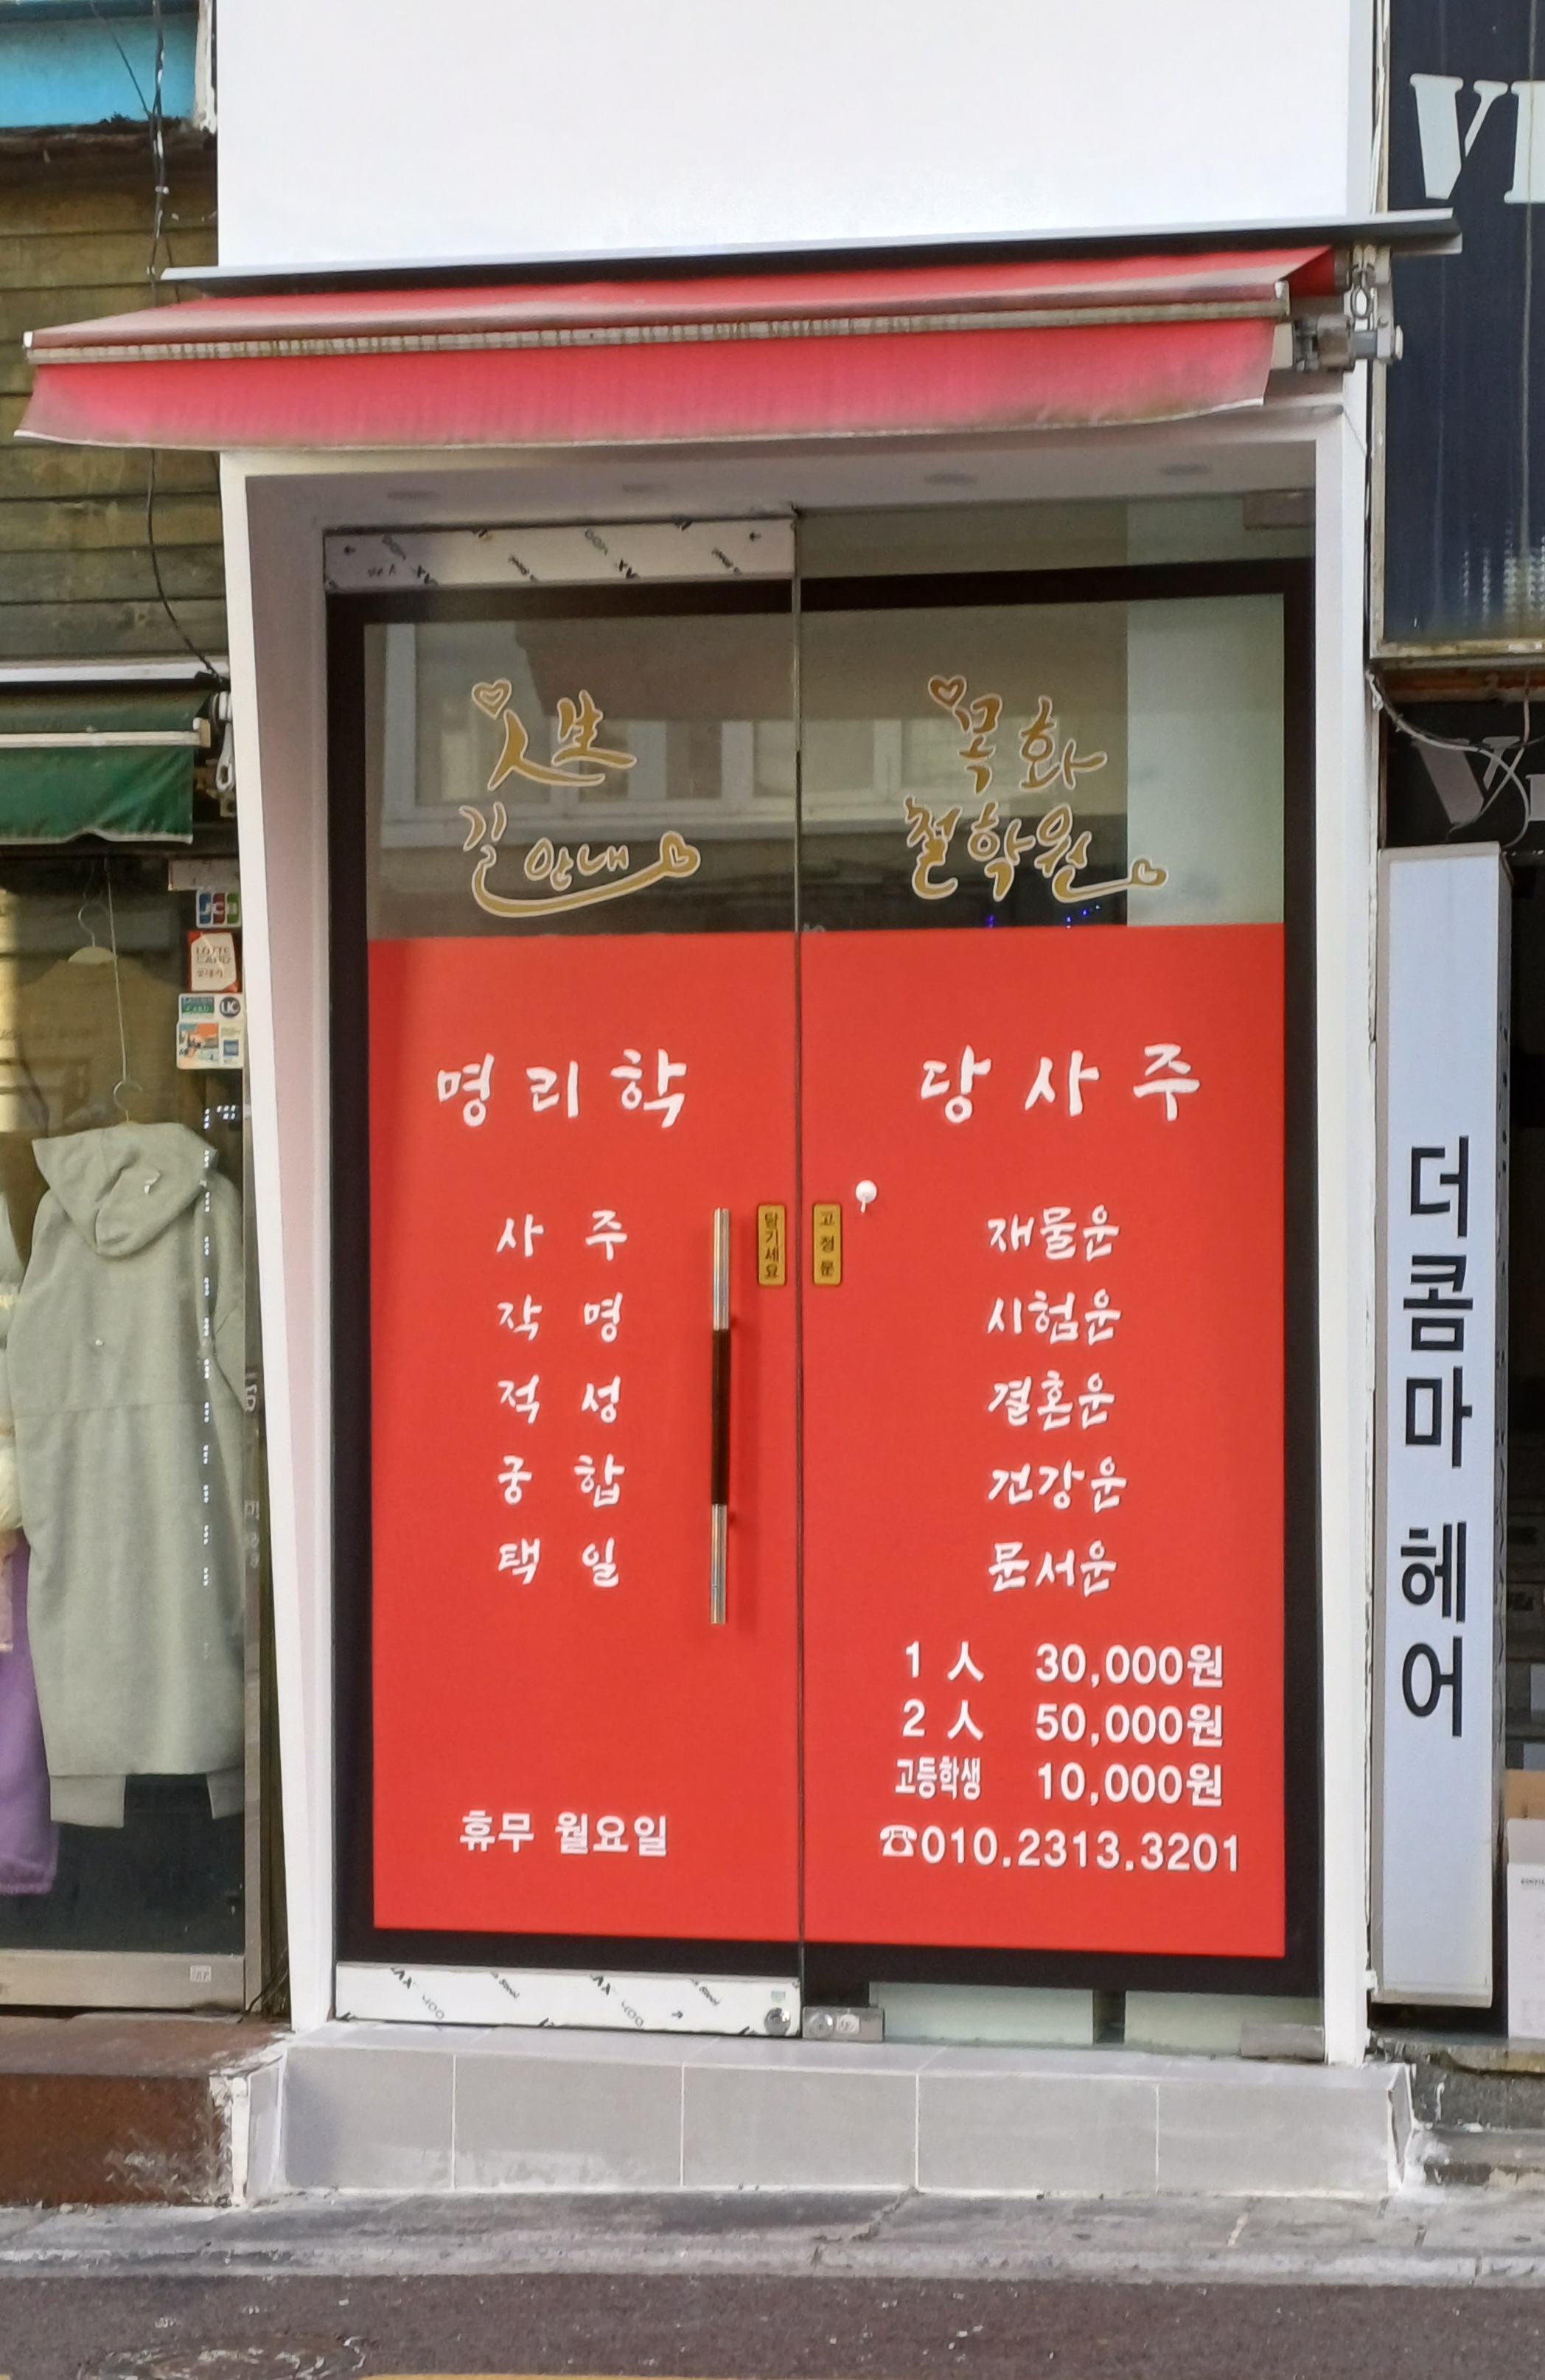 人生
길 안내
목화
철학원
명리학
사주
작명
적성
궁합
택일
휴무 월요일
당기세요
고정문
당사주
재물운
시험운
결혼운
건강운
문서운
1人 30,000원
2人 50,000원
고등학생 10,000원
☎010.2313.3201
더콤마 헤어
JCB
LOTTE
CARD
UC